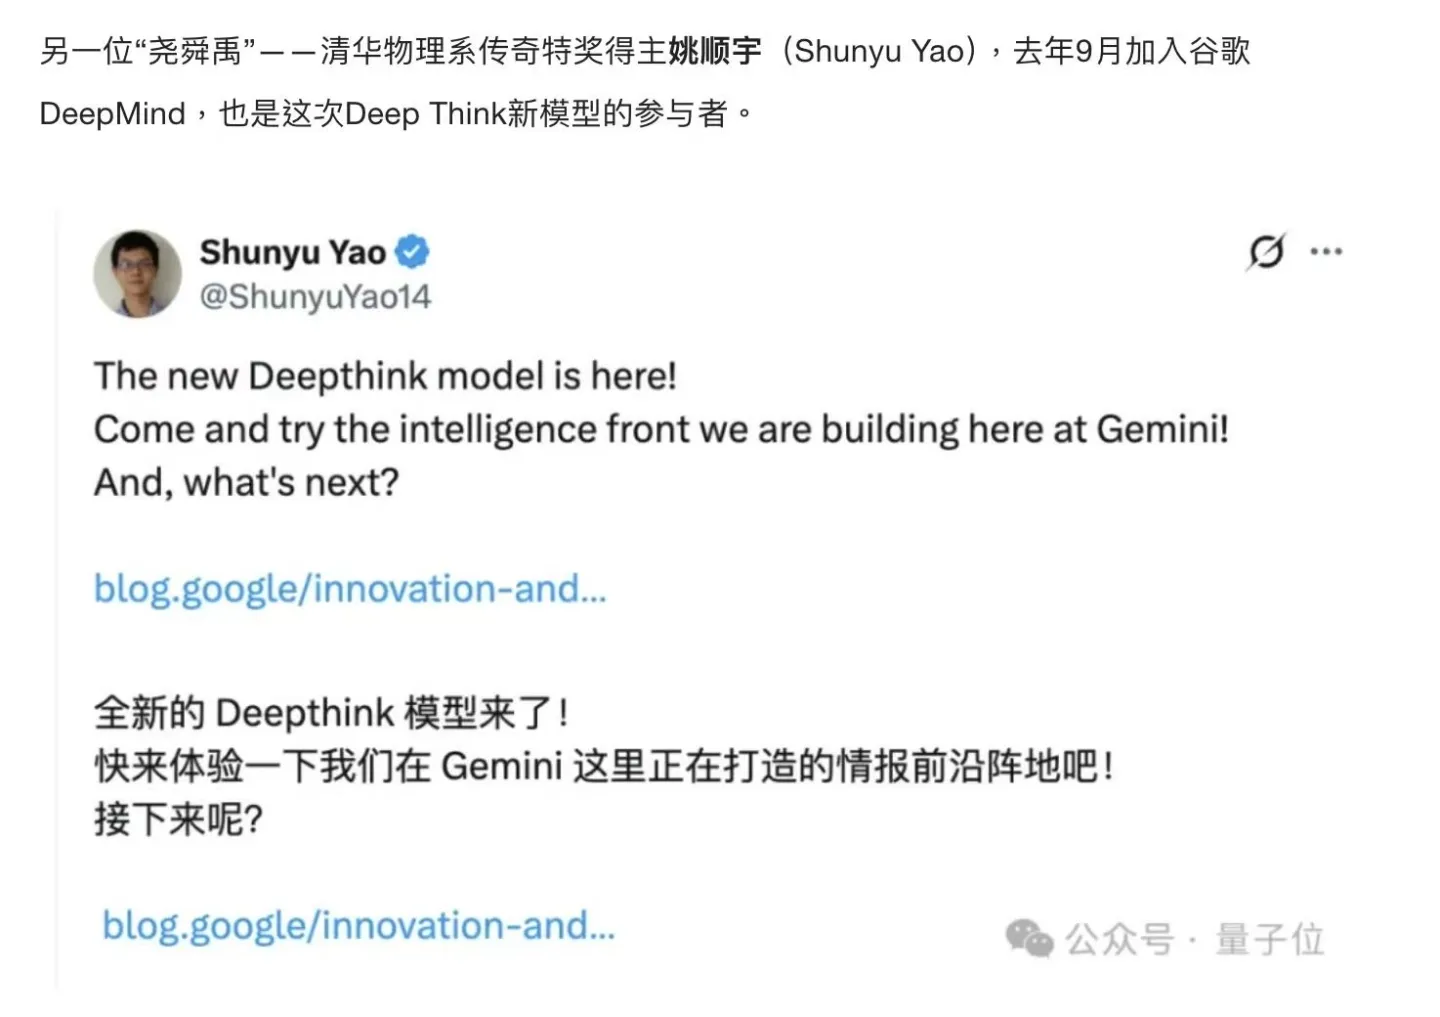 另一位“尧舜禹”——清华物理系传奇特奖得主姚顺宇（Shunyu Yao），去年9月加入谷歌
DeepMind，也是这次Deep Think新模型的参与者。
Shunyu Yao
@ShunyuYao14
The new Deepthink model is here!
Come and try the intelligence front we are building here at Gemini!
And, what's next?
blog.google/innovation-and...
全新的 Deepthink 模型来了！
快来体验一下我们在 Gemini 这里正在打造的情报前沿阵地吧！
接下来呢?
blog.google/innovation-and...
公众号 · 量子位